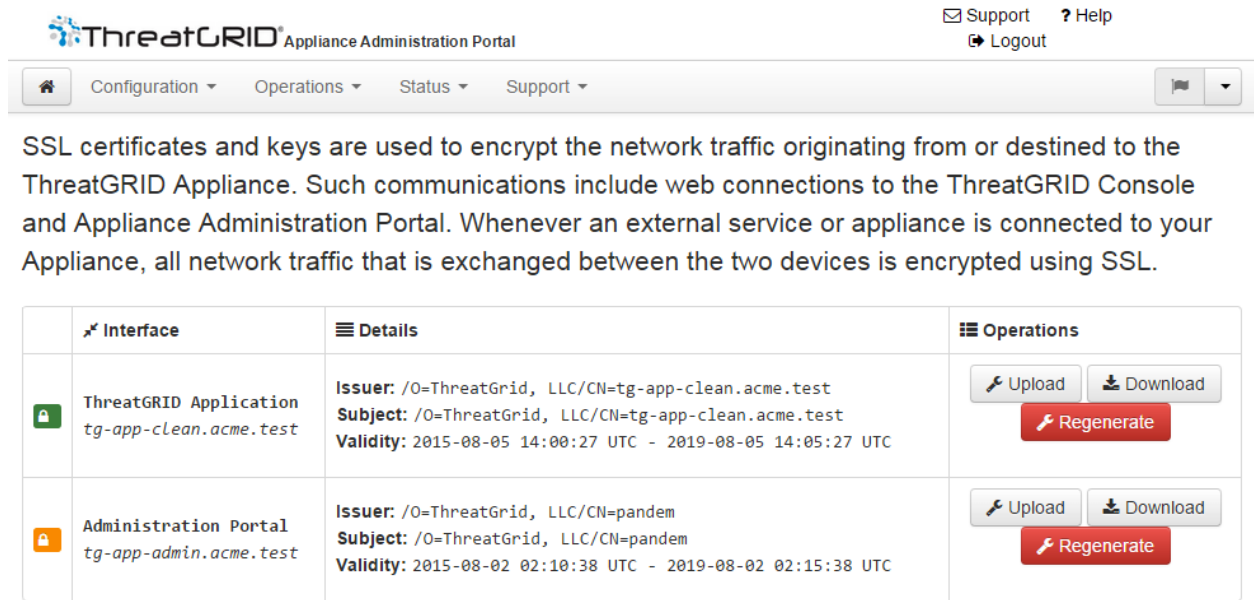 ThreatGRID® Appliance Administration Portal
Support ? Help
Logout
Configuration Operations Status Support
SSL certificates and keys are used to encrypt the network traffic originating from or destined to the
ThreatGRID Appliance. Such communications include web connections to the ThreatGRID Console
and Appliance Administration Portal. Whenever an external service or appliance is connected to your
Appliance, all network traffic that is exchanged between the two devices is encrypted using SSL.
Interface Details Operations
ThreatGRID Application
tg-app-clean.acme.test
Issuer: /O=ThreatGrid, LLC/CN=tg-app-clean.acme.test
Subject: /O=ThreatGrid, LLC/CN=tg-app-clean.acme.test
Validity: 2015-08-05 14:00:27 UTC - 2019-08-05 14:05:27 UTC
Upload Download
Regenerate
Administration Portal
tg-app-admin.acme.test
Issuer: /O=ThreatGrid, LLC/CN=pandem
Subject: /O=ThreatGrid, LLC/CN=pandem
Validity: 2015-08-02 02:10:38 UTC - 2019-08-02 02:15:38 UTC
Upload Download
Regenerate